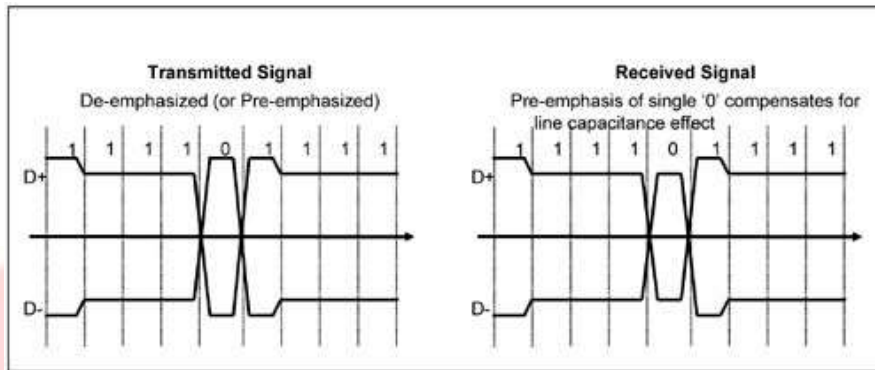 Transmitted Signal
De-emphasized (or Pre-emphasized)
1 1 1 1 0 1 1 1 1
D+
D-
Received Signal
Pre-emphasis of single '0' compensates for
line capacitance effect
1 1 1 1 0 1 1 1 1
D+
D-